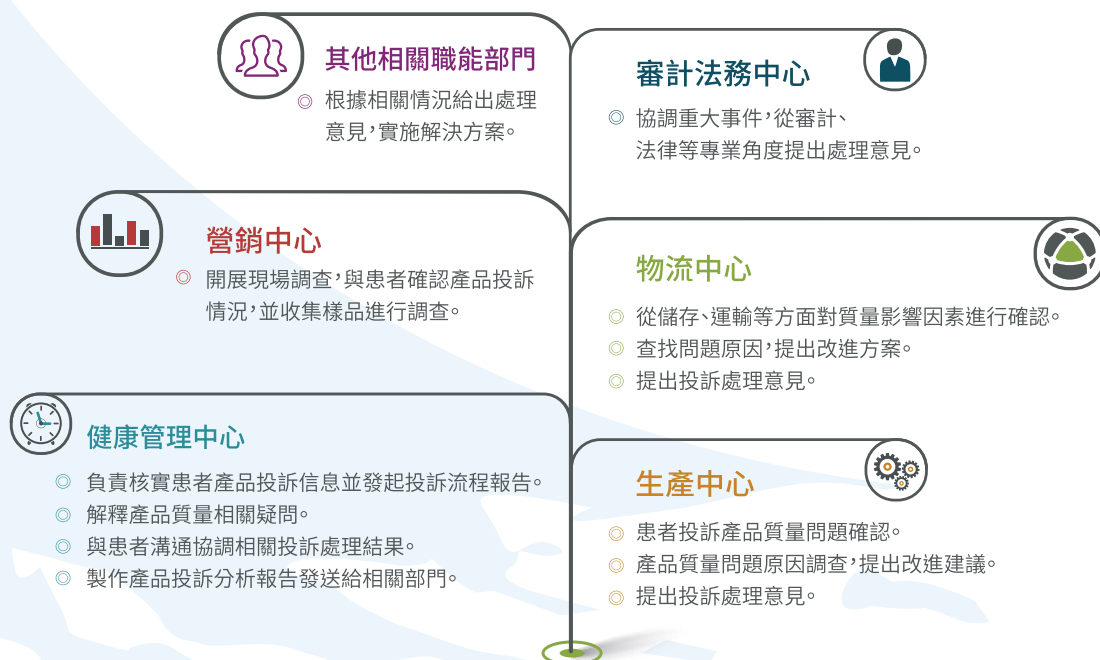 其他相關職能部門
根據相關情況給出處理
意見，實施解決方案。
審計法務中心
協調重大事件，從審計、
法律等專業角度提出處理意見。
營銷中心
開展現場調查，與患者確認產品投訴
情況，並收集樣品進行調查。
物流中心
從儲存、運輸等方面對質量影響因素進行確認。
查找問題原因，提出改進方案。
提出投訴處理意見。
健康管理中心
負責核實患者產品投訴信息並發起投訴流程報告。
解釋產品質量相關疑問。
與患者溝通協調相關投訴處理結果。
製作產品投訴分析報告發送給相關部門。
生產中心
患者投訴產品質量問題確認。
產品質量問題原因調查，提出改進建議。
提出投訴處理意見。